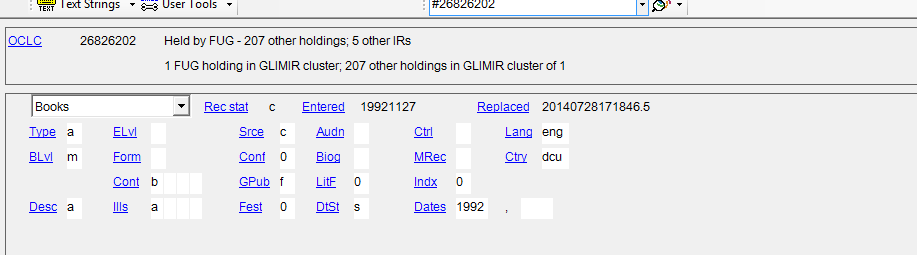 Text Strings User Tools #26826202
OCLC 26826202 Held by FUG - 207 other holdings; 5 other IRs
1 FUG holding in GLIMIR cluster; 207 other holdings in GLIMIR cluster of 1
Books Rec stat c Entered 19921127 Replaced 20140728171846.5
Type a ELvl Srce c Audn Ctrl Lang eng
BLvl m Form Conf 0 Biog MRec Ctry dcu
Cont b GPub f LitF 0 Indx 0
Desc a Ills a Fest 0 DtSt s Dates 1992 ,